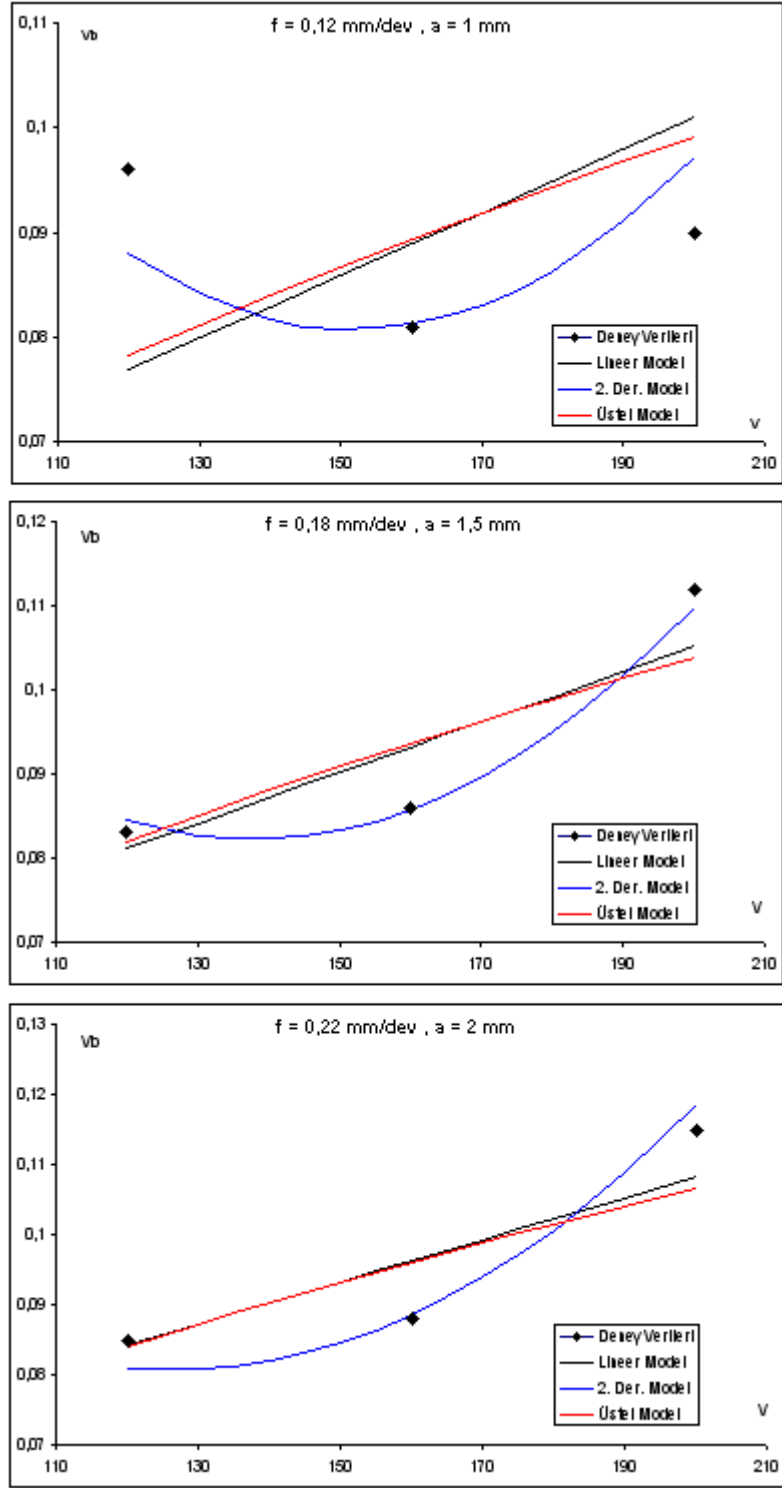 f = 0,12 mm/dev , a = 1 mm
Vb
0,11
0,1
0,09
0,08
0,07
Deney Verileri
Lineer Model
2. Der. Model
Üstel Model
V
110 130 150 170 190 210
f = 0,18 mm/dev , a = 1,5 mm
Vb
0,12
0,11
0,1
0,09
0,08
0,07
Deney Verileri
Lineer Model
2. Der. Model
Üstel Model
V
110 130 150 170 190 210
f = 0,22 mm/dev , a = 2 mm
Vb
0,13
0,12
0,11
0,1
0,09
0,08
0,07
Deney Verileri
Lineer Model
2. Der. Model
Üstel Model
V
110 130 150 170 190 210